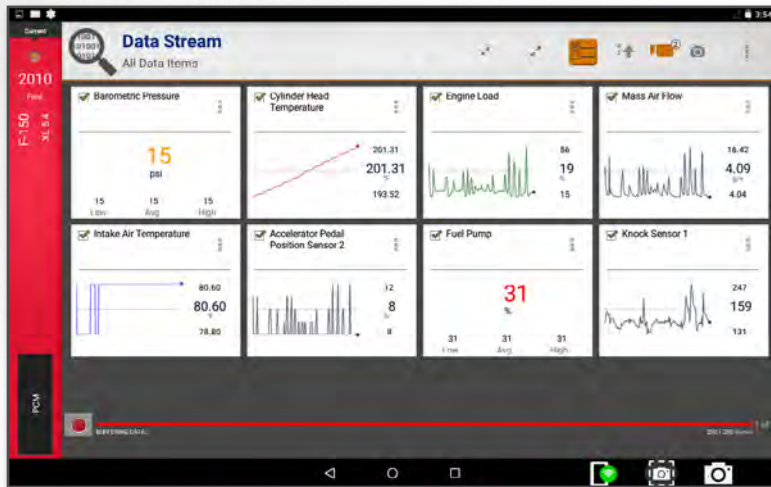 3:54
Current
2010
Ford
F-150
XL 5.4
PCM
Data Stream
All Data Items
Barometric Pressure
15
psi
15 15 15
Low Avg High
Cylinder Head
Temperature
201.31
201.31
193.52
Engine Load
56
19
%
15
Mass Air Flow
16.42
4.09
4.04
Intake Air Temperature
80.60
80.60
78.80
Accelerator Pedal
Position Sensor 2
12
8
%
8
Fuel Pump
31
%
31 31 31
Low Avg High
Knock Sensor 1
247
159
131